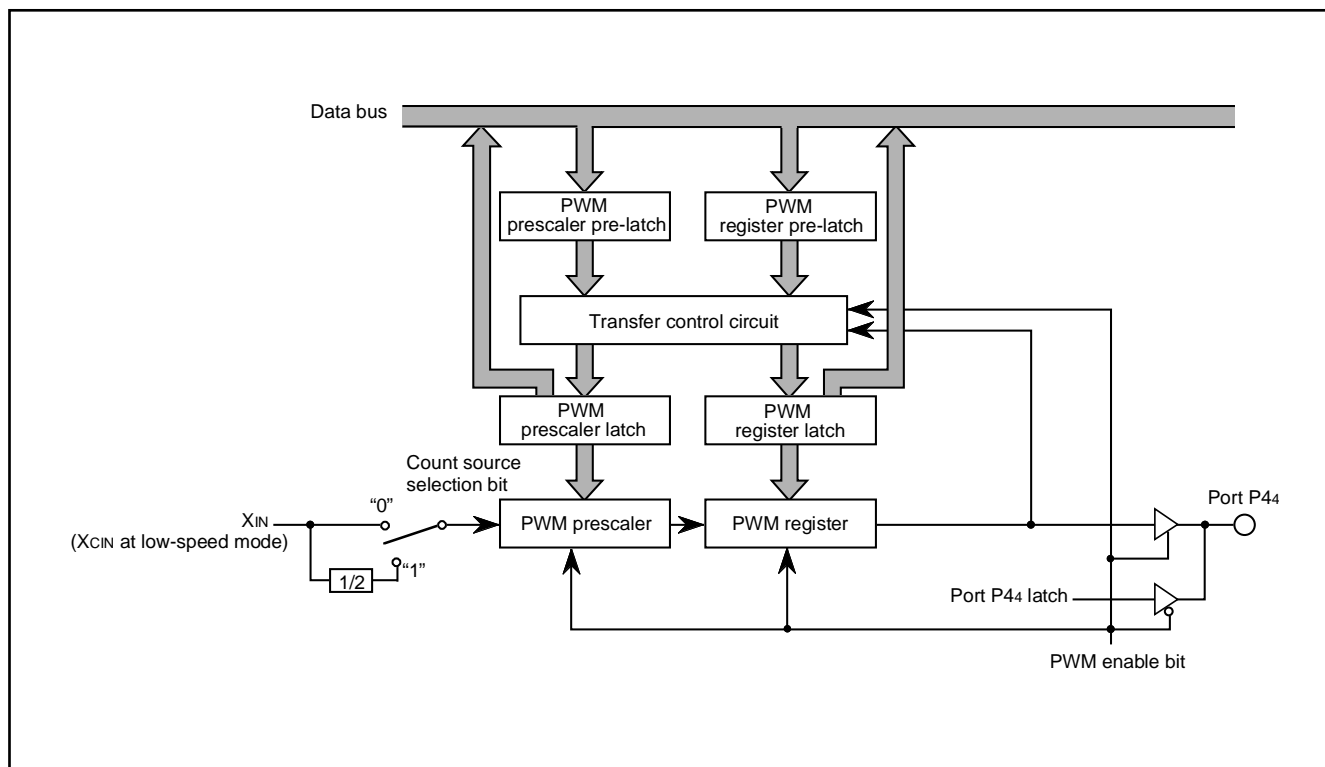 Data bus
PWM
prescaler pre-latch
PWM
register pre-latch
Transfer control circuit
PWM
prescaler latch
PWM
register latch
Count source
selection bit
Port P44
“0”
XIN
PWM prescaler
PWM register
(XCIN at low-speed mode)
“1”
1/2
Port P44 latch
PWM enable bit